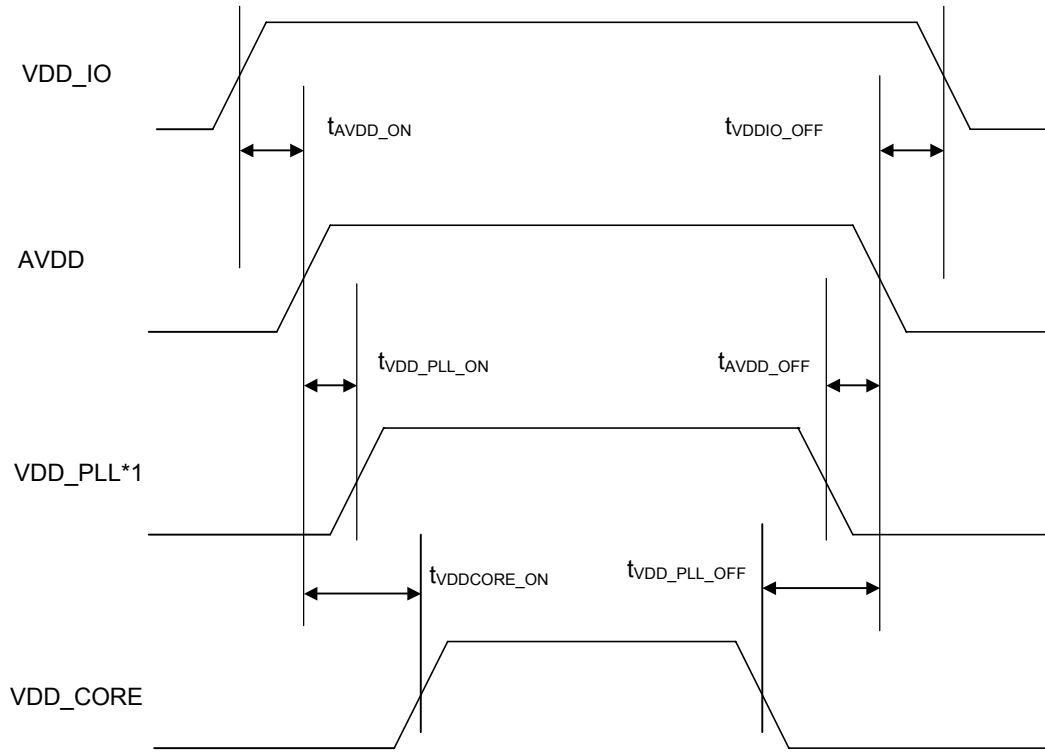 VDD_IO
tAVDD_ON
tVDDIO_OFF
AVDD
tVDD_PLL_ON
tAVDD_OFF
VDD_PLL*1
tVDDCORE_ON
tVDD_PLL_OFF
VDD_CORE